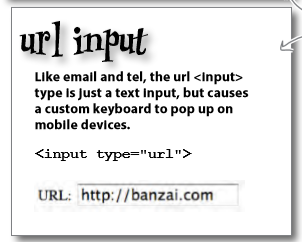 url input
Like email and tel, the url <input>
type is just a text input, but causes
a custom keyboard to pop up on
mobile devices.
<input type="url">
URL: http://banzai.com